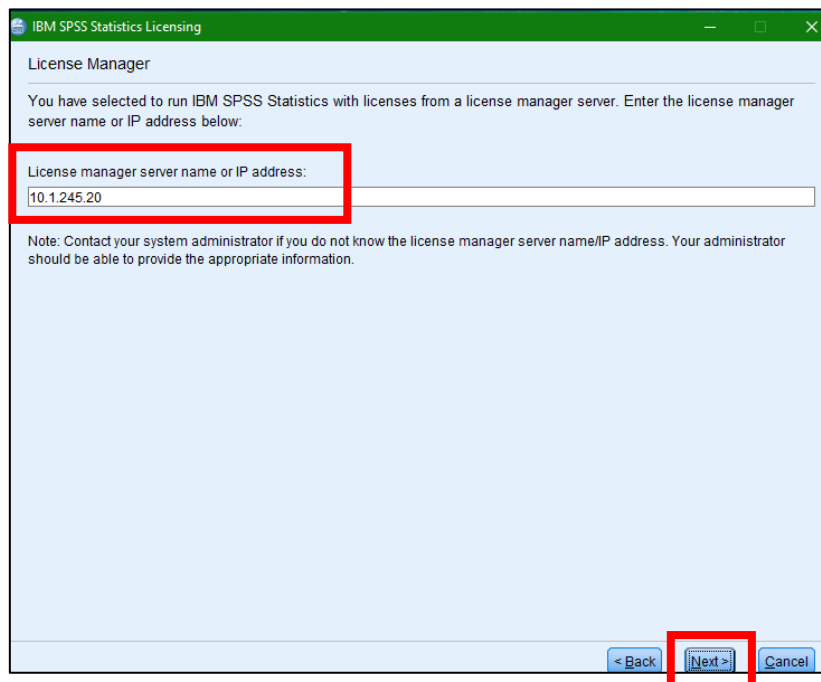 IBM SPSS Statistics Licensing
License Manager
You have selected to run IBM SPSS Statistics with licenses from a license manager server. Enter the license manager
server name or IP address below:
License manager server name or IP address:
10.1.245.20
Note: Contact your system administrator if you do not know the license manager server name/IP address. Your administrator
should be able to provide the appropriate information.
< Back Next > Cancel